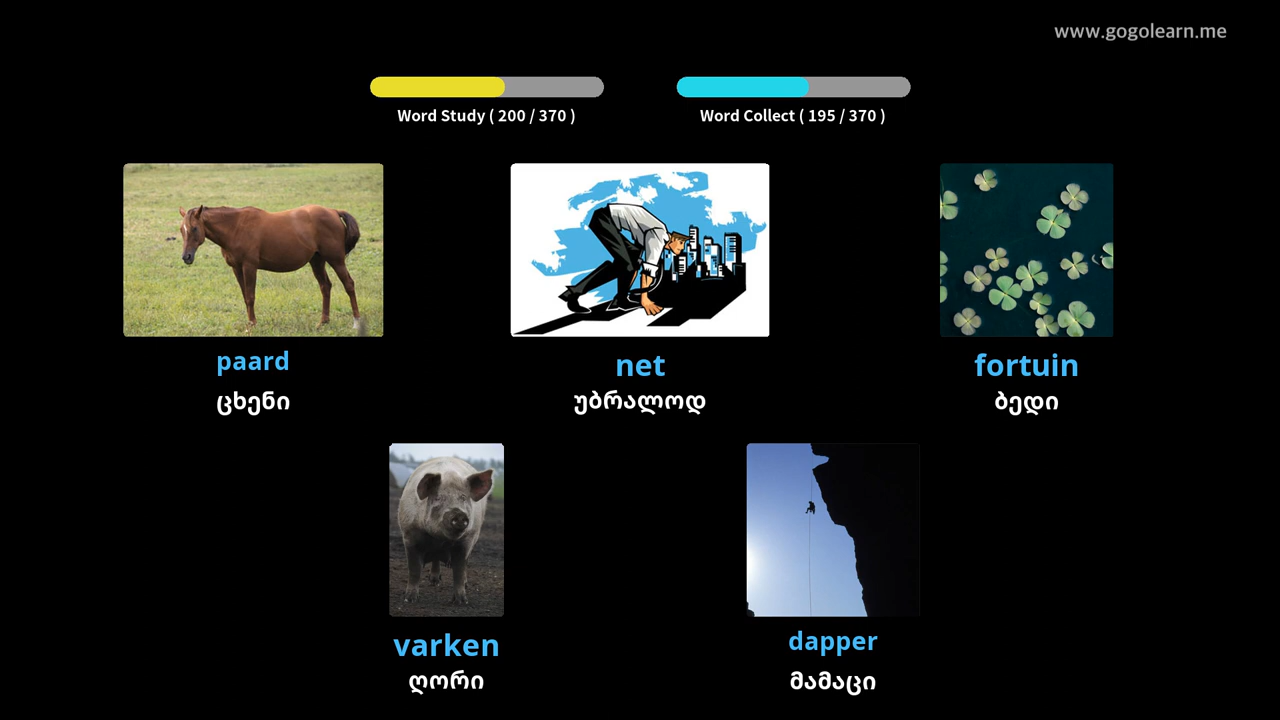 www.gogolearn.me
Word Study ( 200 / 370 )
Word Collect ( 195 / 370 )
paard
ცხენი
net
უბრალოდ
fortuin
ბედი
varken
ღორი
dapper
მამაცი